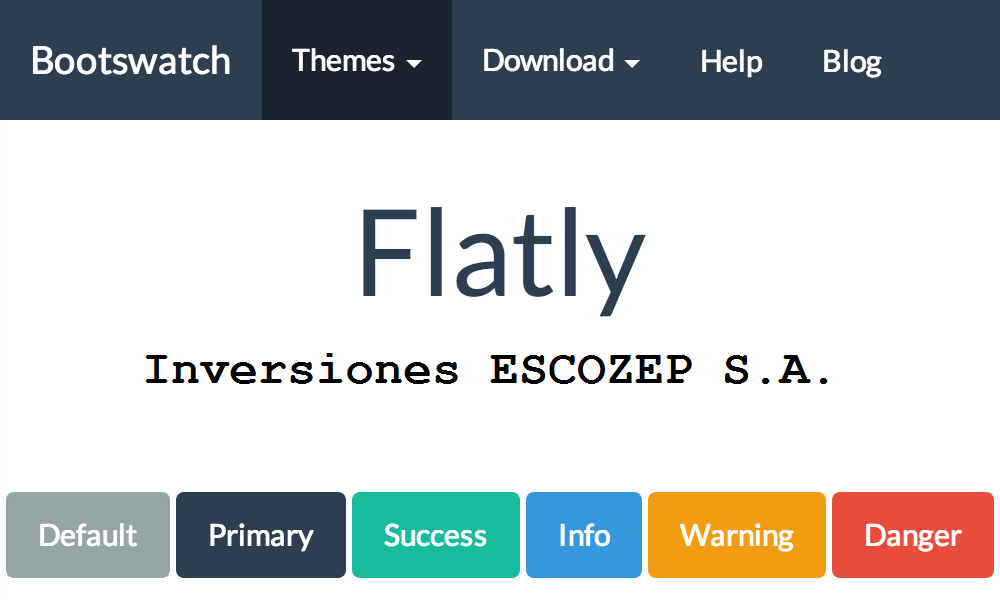 Bootswatch Themes Download Help Blog
Flatly
Inversiones ESCOZEP S.A.
Default Primary Success Info Warning Danger